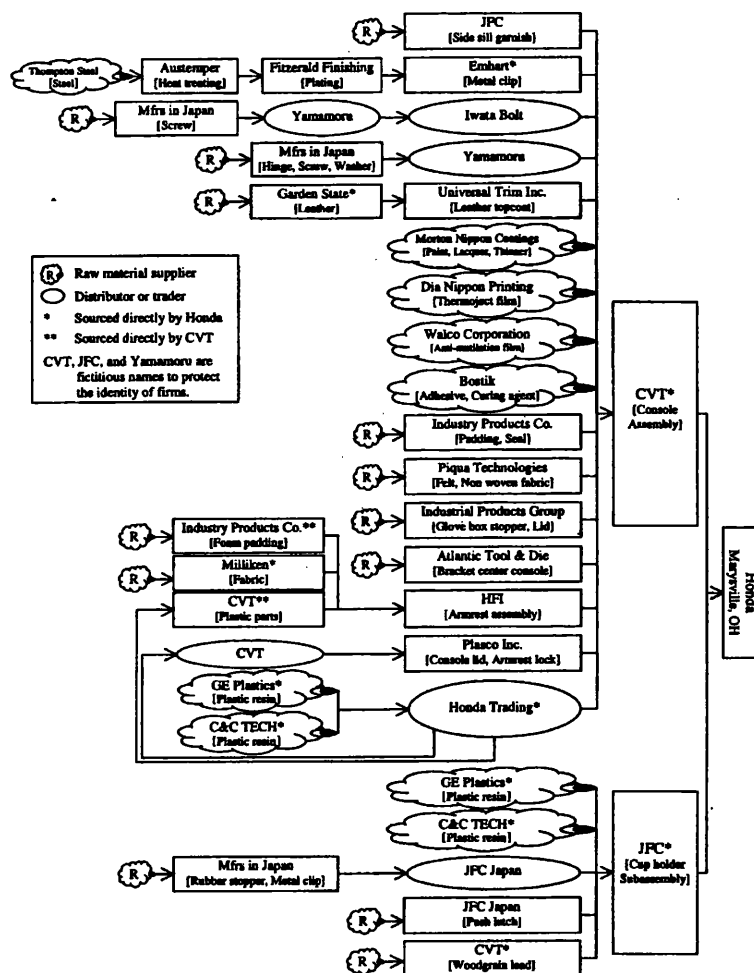 R
JFC
[Side sill garnish]
Thompson Steel
[Steel]
Austemper
[Heat treating]
Fitzerald Finishing
[Plating]
Embart*
[Metal clip]
R
Mfrs in Japan
[Screw]
Yamamora
Iwata Bolt
R
Mfrs in Japan
[Hinge, Screw, Washer]
Yamamora
R
Garden State*
[Leather]
Universal Trim Inc.
[Leather topcoat]
Morton Nippon Coatings
[Paint, Lacquer, Thinner]
Dia Nippon Printing
[Thermoject film]
Walco Corporation
[Anti-mutilation film]
Bostik
[Adhesive, Curing agent]
R
Industry Products Co.
[Padding, Seal]
R
Piqua Technologies
[Felt, Non woven fabric]
R
Industrial Products Group
[Glove box stopper, Lid]
R
Atlantic Tool & Die
[Bracket center console]
R
Industry Products Co.**
[Foam padding]
R
Milliken*
[Fabric]
CVT**
[Plastic parts]
HFI
[Armrest assembly]
CVT
Plasco Inc.
[Console lid, Armrest lock]
GE Plastics*
[Plastic resin]
C&C TECH*
[Plastic resin]
Honda Trading*
CVT*
[Console
Assembly]
Honda
Marysville, OH
GE Plastics*
[Plastic resin]
C&C TECH*
[Plastic resin]
R
Mfrs in Japan
[Rubber stopper, Metal clip]
JFC Japan
R
JFC Japan
[Push latch]
R
CVT*
[Woodgrain lead]
JFC*
[Cup holder
Subassembly]
R Raw material supplier
Distributor or trader
* Sourced directly by Honda
** Sourced directly by CVT
CVT, JFC, and Yamamoru are
fictitious names to protect
the identity of firms.